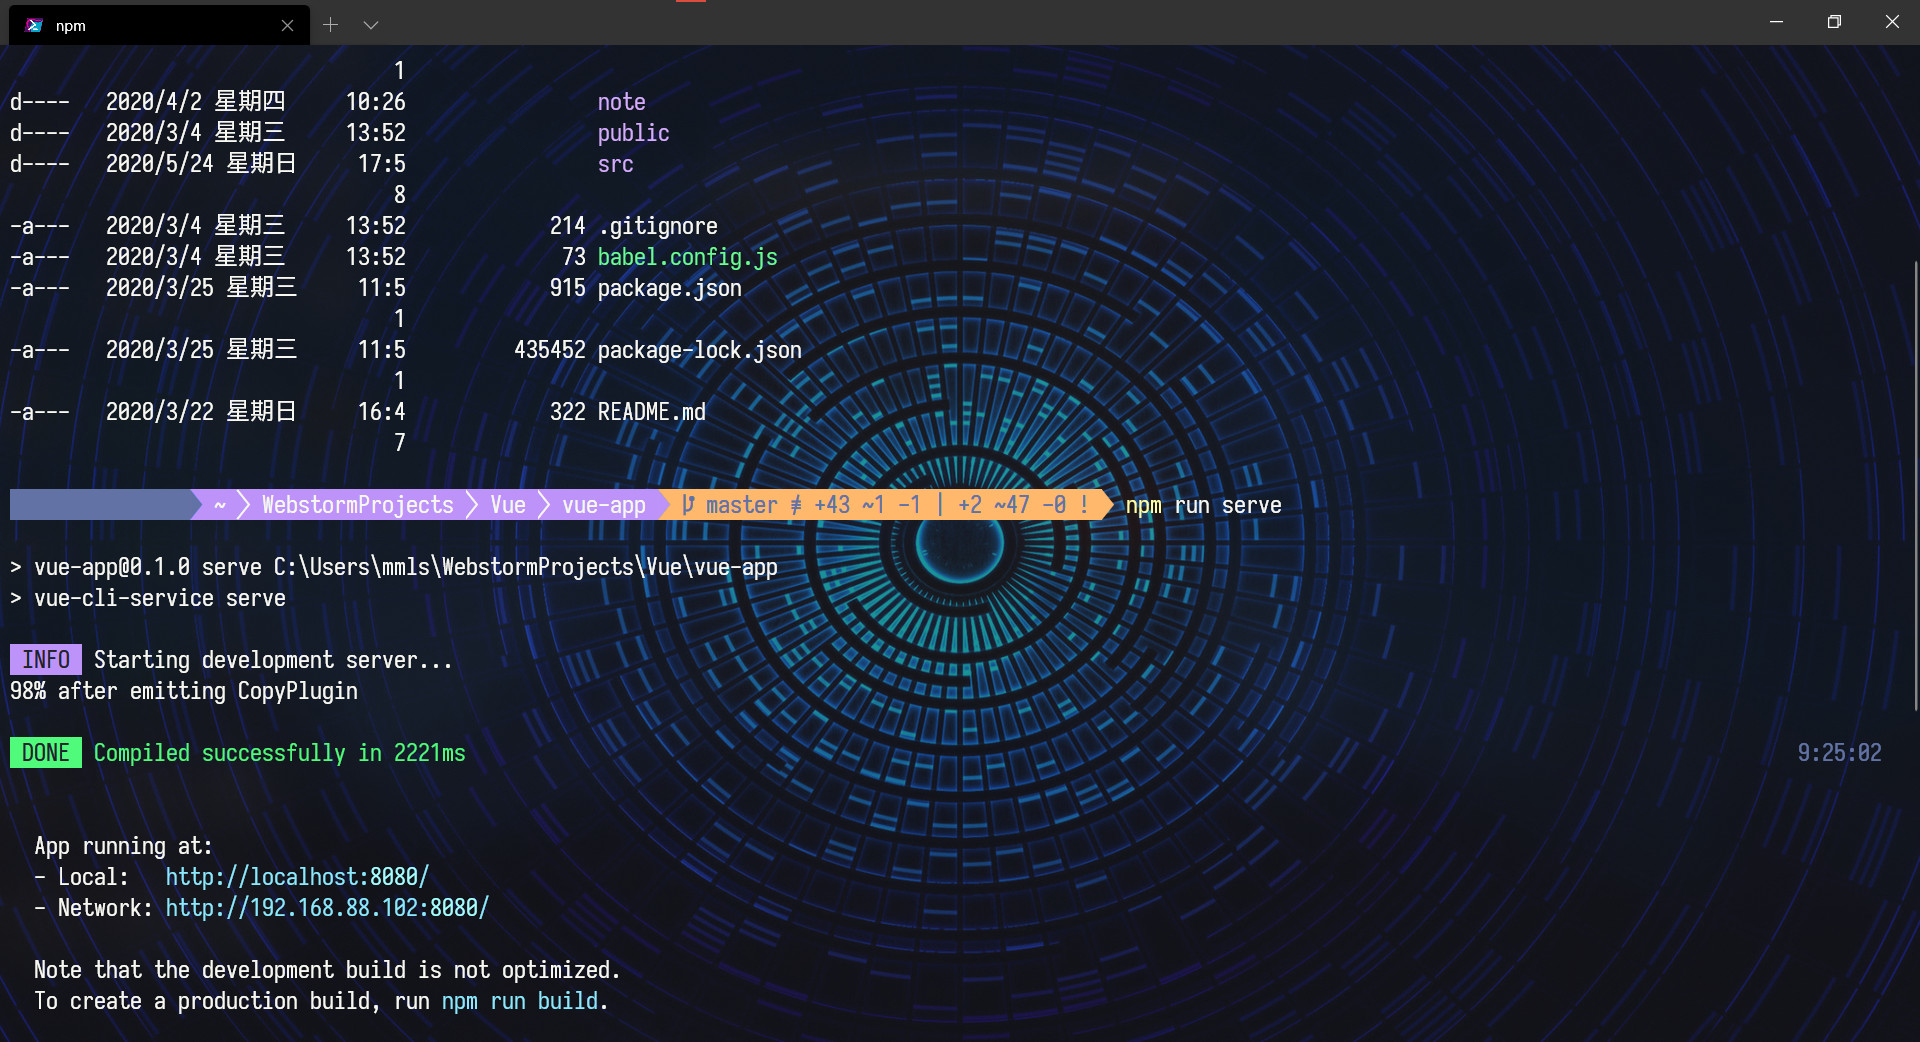 npm
1
d----   2020/4/2 星期四     10:26                note
d----   2020/3/4 星期三     13:52                public
d----   2020/5/24 星期日     17:5                src
8
-a---   2020/3/4 星期三     13:52            214 .gitignore
-a---   2020/3/4 星期三     13:52             73 babel.config.js
-a---   2020/3/25 星期三     11:5            915 package.json
1
-a---   2020/3/25 星期三     11:5         435452 package-lock.json
1
-a---   2020/3/22 星期日     16:4            322 README.md
7
~ WebstormProjects Vue vue-app master ≢ +43 ~1 -1 | +2 ~47 -0 ! npm run serve
> vue-app@0.1.0 serve C:\Users\mmls\WebstormProjects\Vue\vue-app
> vue-cli-service serve
INFO Starting development server...
98% after emitting CopyPlugin
DONE Compiled successfully in 2221ms 9:25:02
App running at:
- Local:   http://localhost:8080/
- Network: http://192.168.88.102:8080/
Note that the development build is not optimized.
To create a production build, run npm run build.